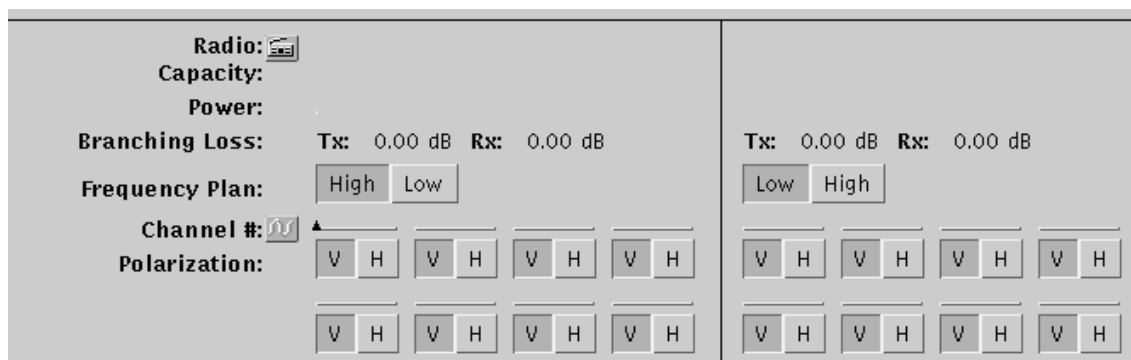 Radio:
Capacity:
Power:
Branching Loss: Tx: 0.00 dB Rx: 0.00 dB Tx: 0.00 dB Rx: 0.00 dB
Frequency Plan: High Low Low High
Channel #:
Polarization: V H V H V H V H V H V H V H V H
V H V H V H V H V H V H V H V H